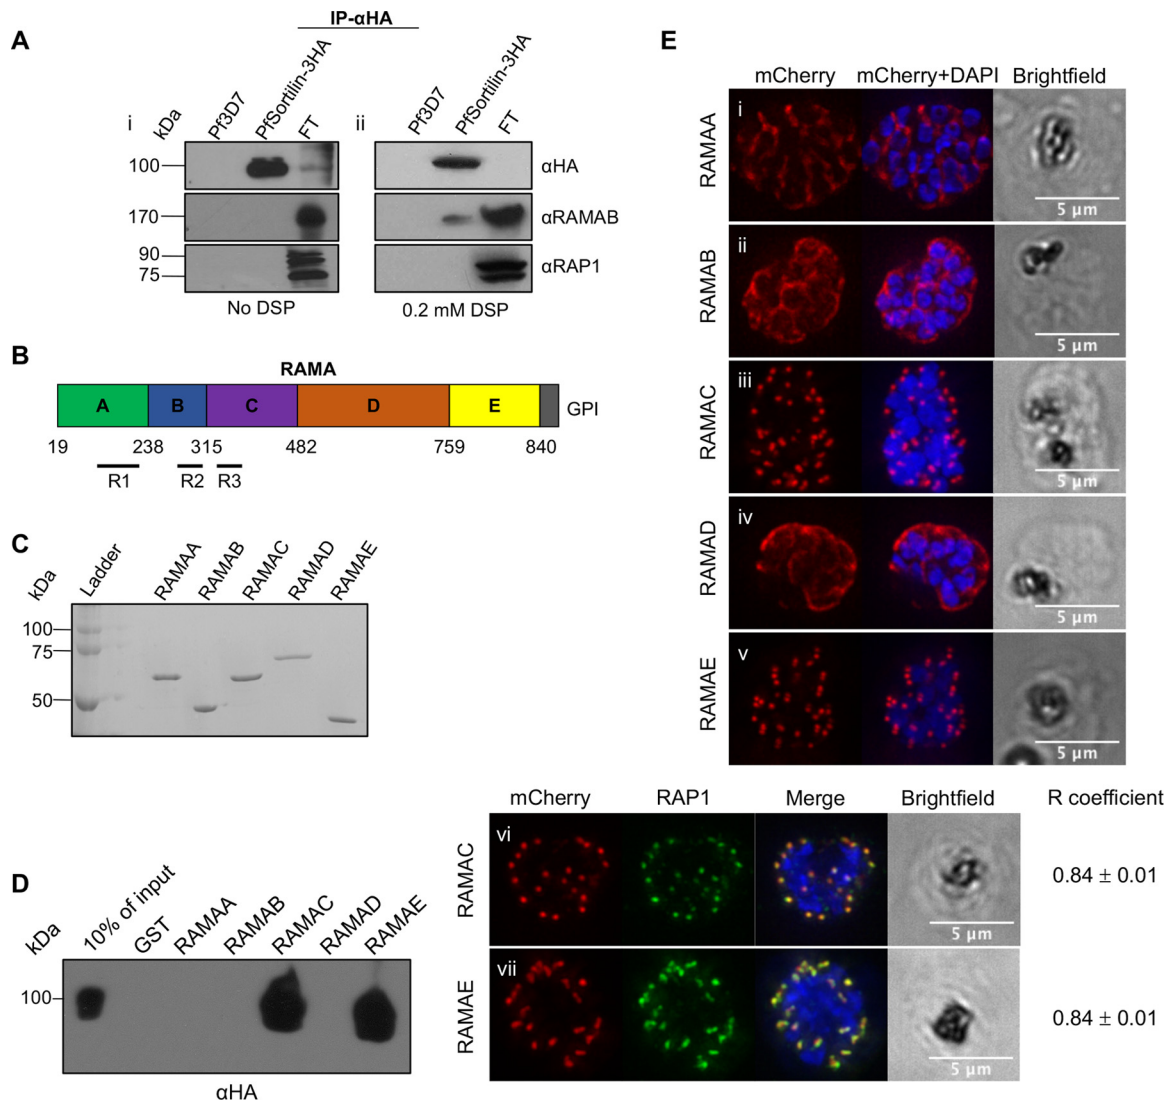 A
IP-αHA
i
kDa
Pf3D7
PfSortilin-3HA
FT
ii
Pf3D7
PfSortilin-3HA
FT
100
αHA
170
αRAMAB
90
75
αRAP1
No DSP
0.2 mM DSP
B
RAMA
A B C D E
GPI
19 238 315 482 759 840
R1 R2 R3
C
kDa
Ladder
RAMAA
RAMAB
RAMAC
RAMAD
RAMAE
100
75
50
D
kDa
10% of input
GST
RAMAA
RAMAB
RAMAC
RAMAD
RAMAE
100
αHA
E
mCherry mCherry+DAPI Brightfield
RAMAA
i
5 µm
RAMAB
ii
5 µm
RAMAC
iii
5 µm
RAMAD
iv
5 µm
RAMAE
v
5 µm
mCherry RAP1 Merge Brightfield R coefficient
RAMAC
vi
5 µm
0.84 ± 0.01
RAMAE
vii
5 µm
0.84 ± 0.01